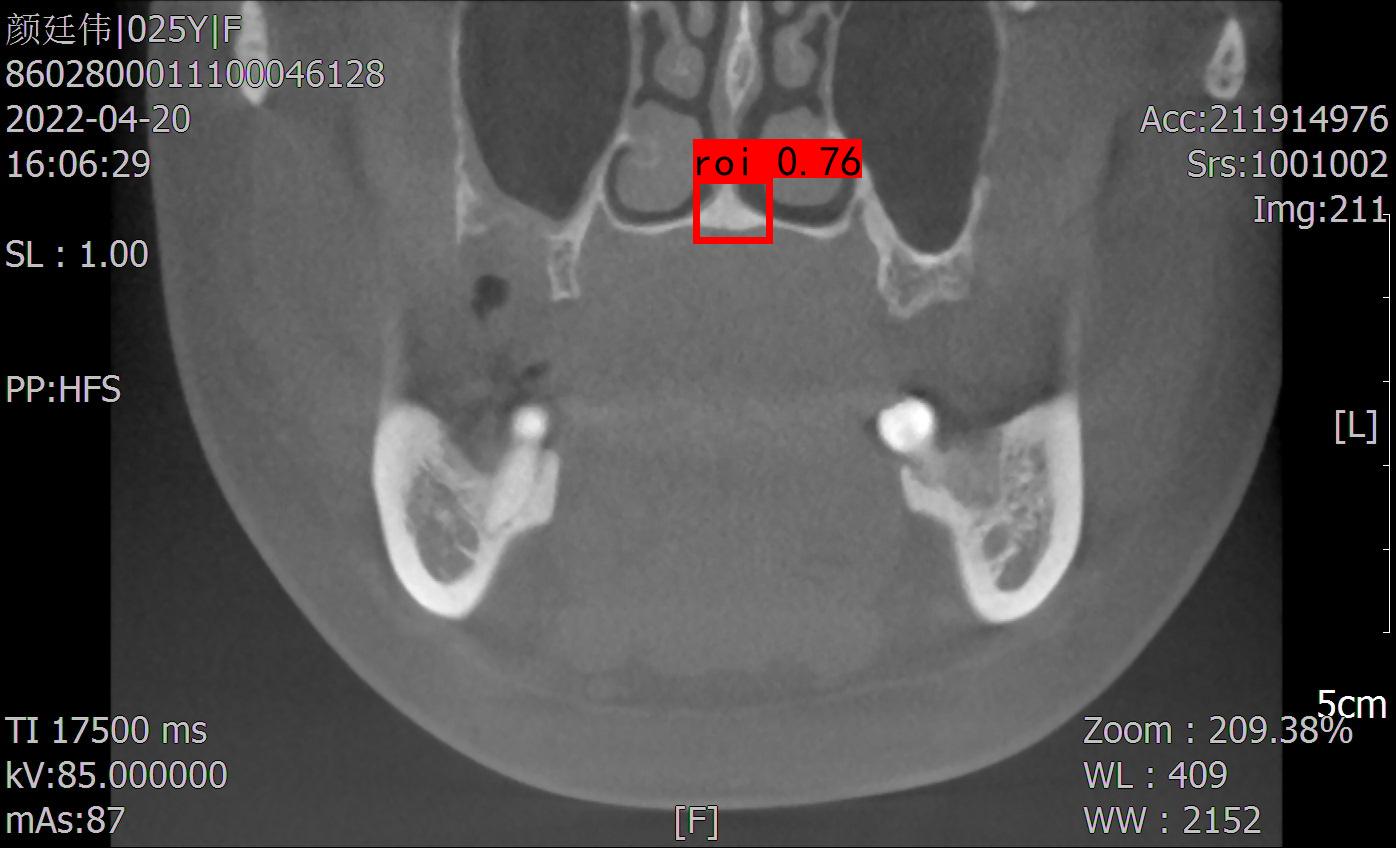 颜廷伟|025Y|F
8602800011100046128
2022-04-20
16:06:29
SL : 1.00
PP:HFS
TI 17500 ms
kV:85.000000
mAs:87
roi 0.76
[F]
Acc:211914976
Srs:1001002
Img:211
[L]
5cm
Zoom : 209.38%
WL : 409
WW : 2152